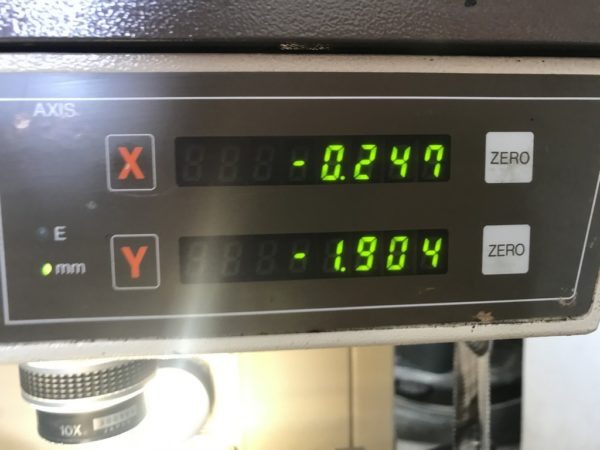 AXIS
X -0.247 ZERO
E
mm
Y -1.904 ZERO
10X